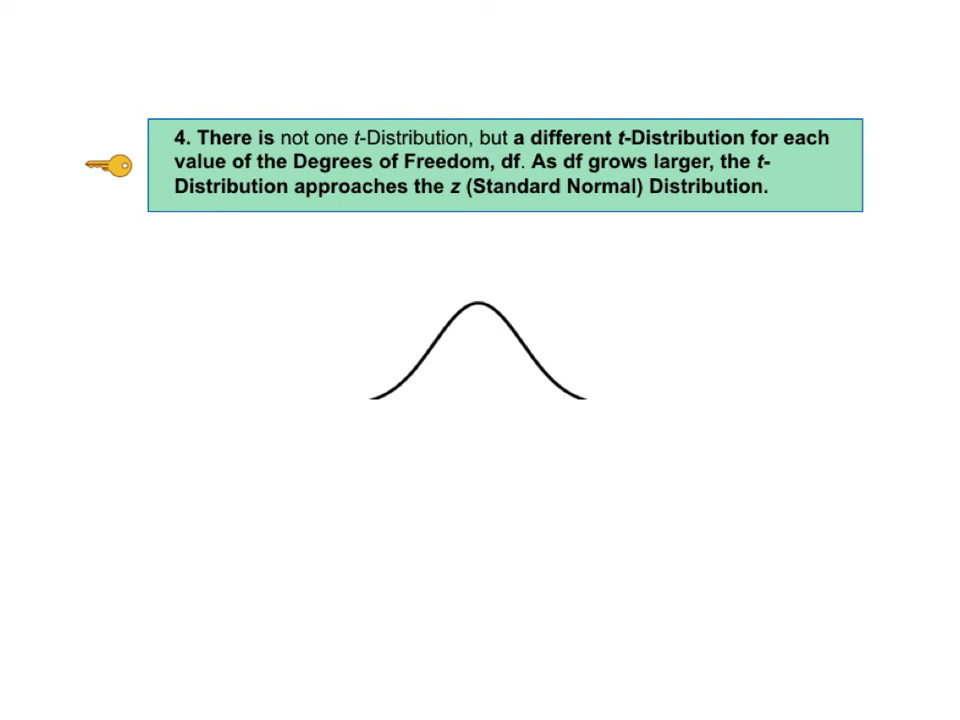 4. There is not one t-Distribution, but a different t-Distribution for each
value of the Degrees of Freedom, df. As df grows larger, the t-
Distribution approaches the z (Standard Normal) Distribution.